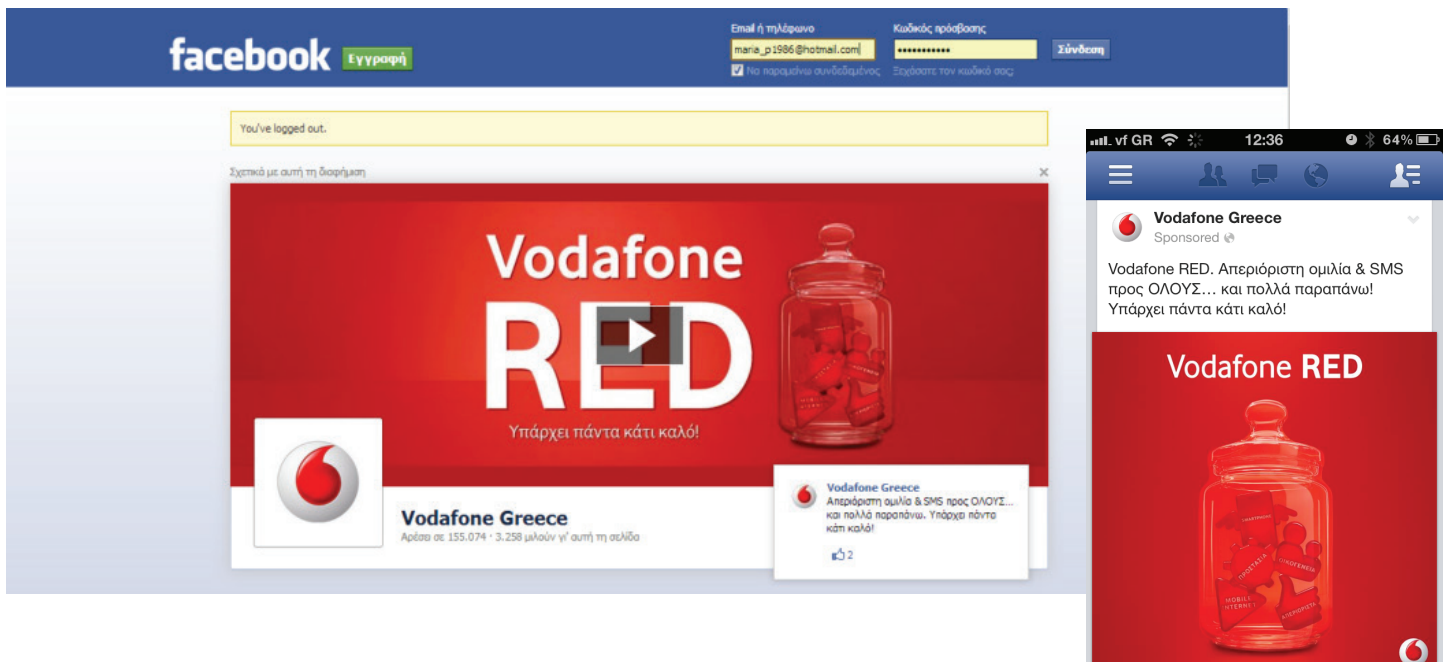 facebook Εγγραφή
Email ή τηλέφωνο Κωδικός πρόσβασης
maria_p1986@hotmail.com ••••••••••• Σύνδεση
Να παραμείνω συνδεδεμένος Ξεχάσατε τον κωδικό σας;
You've logged out.
Σχετικά με αυτή τη διαφήμιση
Vodafone
RED
Υπάρχει πάντα κάτι καλό!
Vodafone Greece
Αρέσει σε 155.074 · 3.258 μιλούν γι' αυτή τη σελίδα
Vodafone Greece
Απεριόριστη ομιλία & SMS προς ΟΛΟΥΣ...
και πολλά παραπάνω. Υπάρχει πάντα
κάτι καλό!
2
vf GR 12:36 64%
Vodafone Greece
Sponsored
Vodafone RED. Απεριόριστη ομιλία & SMS
προς ΟΛΟΥΣ… και πολλά παραπάνω!
Υπάρχει πάντα κάτι καλό!
Vodafone RED
SMARTPHONE
ΠΡΟΣΤΑΣΙΑ
ΟΙΚΟΓΕΝΕΙΑ
MOBILE
INTERNET
ΑΠΕΡΙΟΡΙΣΤΑ